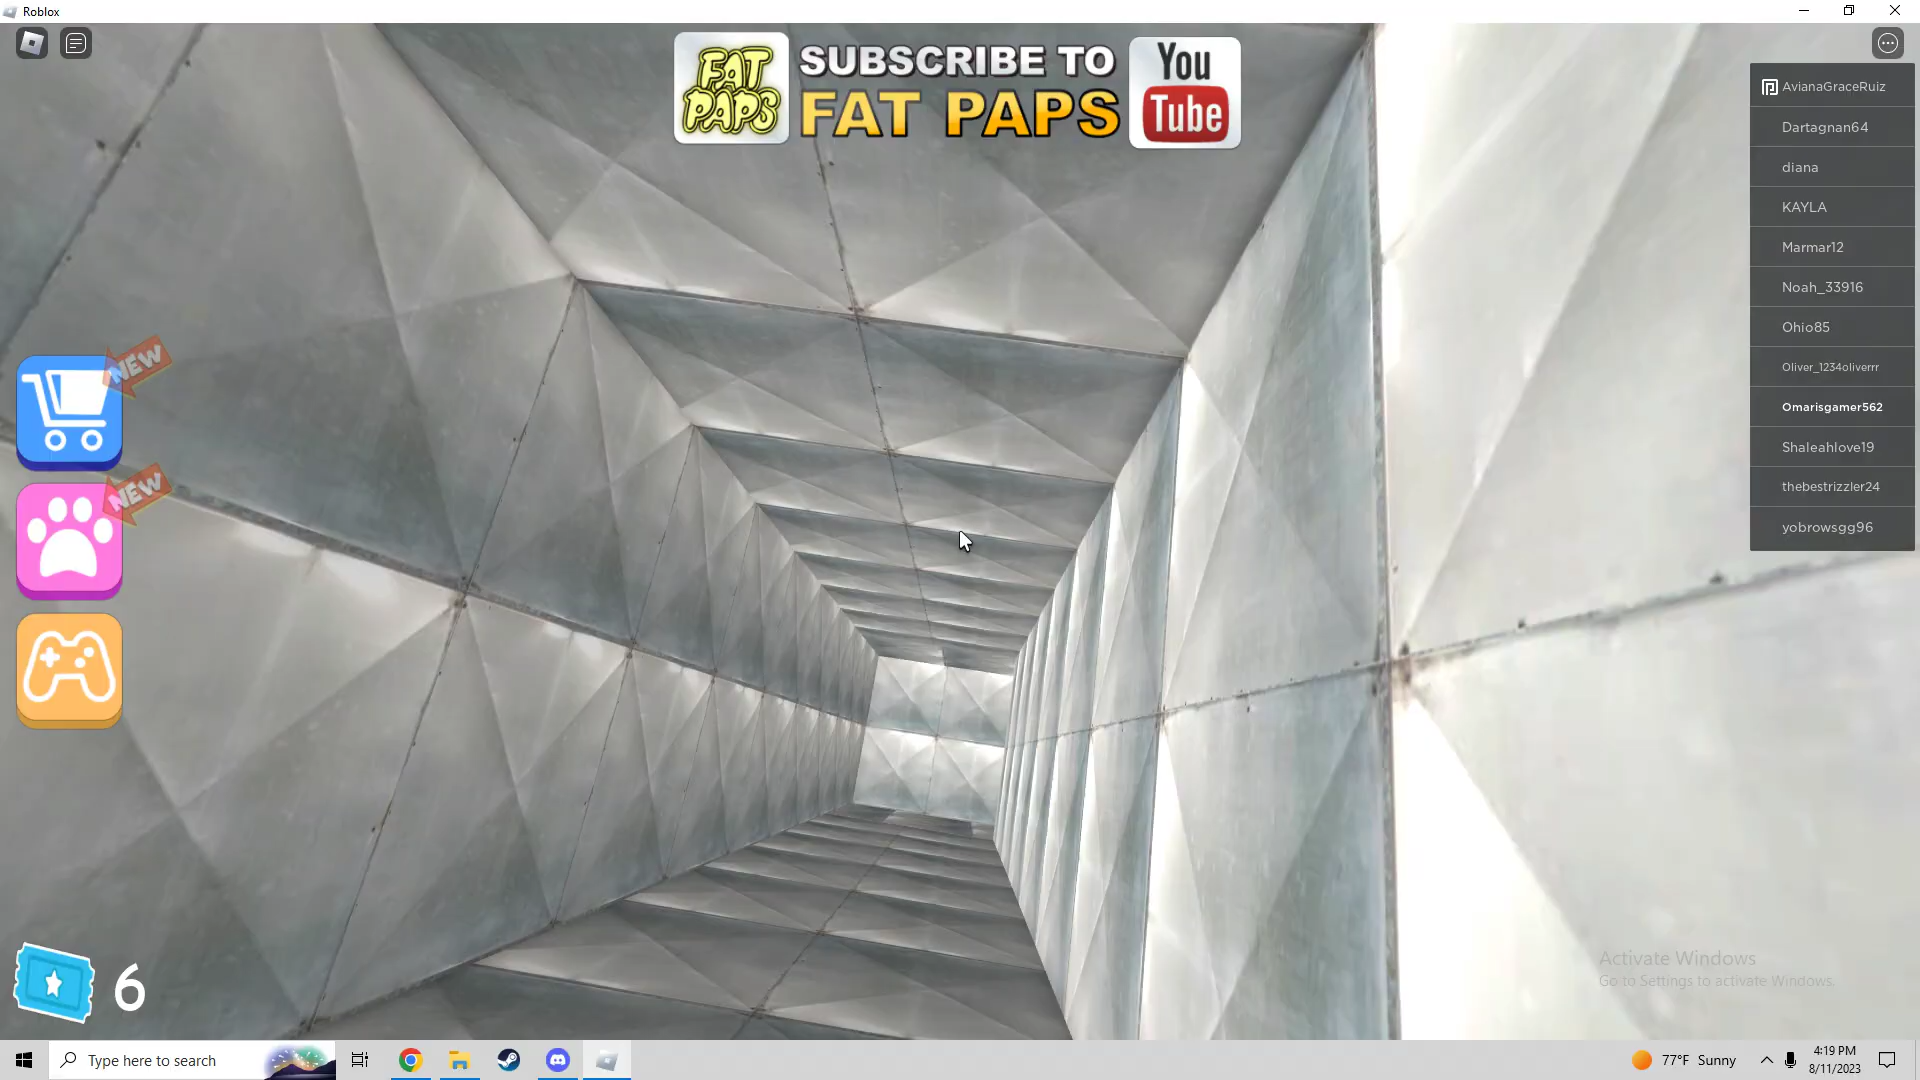 Roblox
FAT
PAPS
SUBSCRIBE TO
FAT PAPS
You
Tube
AvianaGraceRuiz
Dartagnan64
diana
KAYLA
Marmar12
Noah_33916
Ohio85
Oliver_1234oliverrr
Omarisgamer562
Shaleahlove19
thebestrizzler24
yobrowsgg96
NEW
NEW
6
Activate Windows
Go to Settings to activate Windows.
Type here to search
77°F Sunny
4:19 PM
8/11/2023